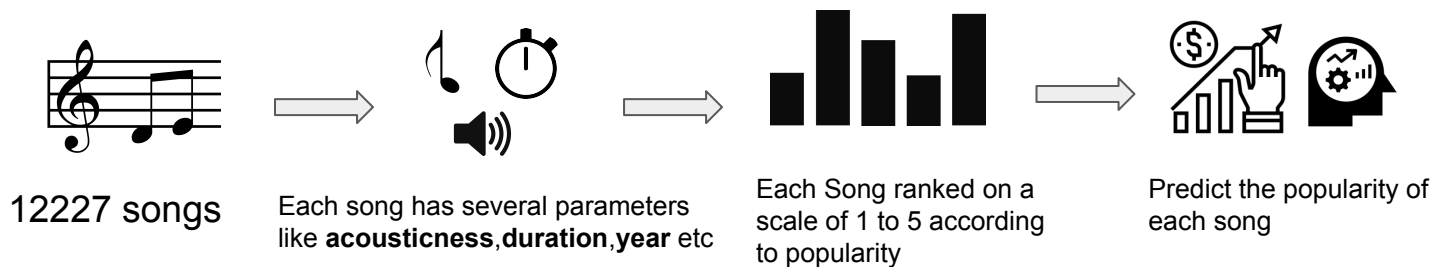 12227 songs
Each song has several parameters
like acousticness,duration,year etc
Each Song ranked on a
scale of 1 to 5 according
to popularity
Predict the popularity of
each song
$